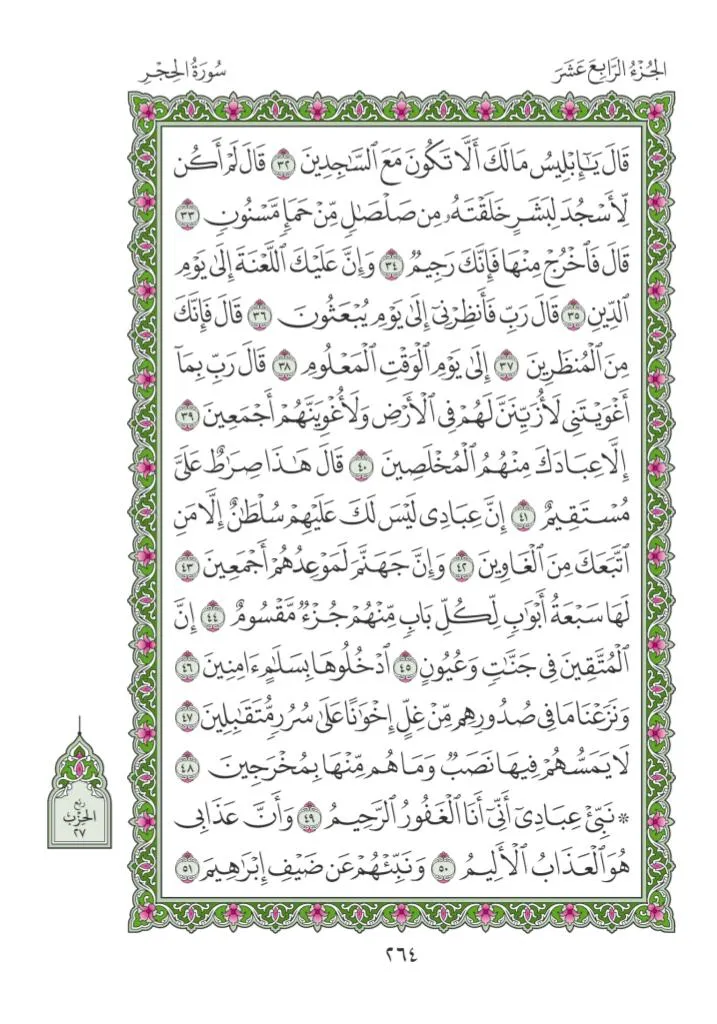 الجُزْءُ الرَّابِعَ عَشَرَ
سُورَةُ الحِجْرِ
قَالَ يَـٰٓإِبْلِيسُ مَا لَكَ أَلَّا تَكُونَ مَعَ ٱلسَّـٰجِدِينَ ٣٢ قَالَ لَمْ أَكُن
لِّأَسْجُدَ لِبَشَرٍ خَلَقْتَهُۥ مِن صَلْصَـٰلٍ مِّنْ حَمَإٍ مَّسْنُونٍ ٣٣
قَالَ فَٱخْرُجْ مِنْهَا فَإِنَّكَ رَجِيمٌ ٣٤ وَإِنَّ عَلَيْكَ ٱللَّعْنَةَ إِلَىٰ يَوْمِ
ٱلدِّينِ ٣٥ قَالَ رَبِّ فَأَنظِرْنِىٓ إِلَىٰ يَوْمِ يُبْعَثُونَ ٣٦ قَالَ فَإِنَّكَ
مِنَ ٱلْمُنظَرِينَ ٣٧ إِلَىٰ يَوْمِ ٱلْوَقْتِ ٱلْمَعْلُومِ ٣٨ قَالَ رَبِّ بِمَآ
أَغْوَيْتَنِى لَأُزَيِّنَنَّ لَهُمْ فِى ٱلْأَرْضِ وَلَأُغْوِيَنَّهُمْ أَجْمَعِينَ ٣٩
إِلَّا عِبَادَكَ مِنْهُمُ ٱلْمُخْلَصِينَ ٤٠ قَالَ هَـٰذَا صِرَٰطٌ عَلَىَّ
مُسْتَقِيمٌ ٤١ إِنَّ عِبَادِى لَيْسَ لَكَ عَلَيْهِمْ سُلْطَـٰنٌ إِلَّا مَنِ
ٱتَّبَعَكَ مِنَ ٱلْغَاوِينَ ٤٢ وَإِنَّ جَهَنَّمَ لَمَوْعِدُهُمْ أَجْمَعِينَ ٤٣
لَهَا سَبْعَةُ أَبْوَٰبٍ لِّكُلِّ بَابٍ مِّنْهُمْ جُزْءٌ مَّقْسُومٌ ٤٤ إِنَّ
ٱلْمُتَّقِينَ فِى جَنَّـٰتٍ وَعُيُونٍ ٤٥ ٱدْخُلُوهَا بِسَلَـٰمٍ ءَامِنِينَ ٤٦
وَنَزَعْنَا مَا فِى صُدُورِهِم مِّنْ غِلٍّ إِخْوَٰنًا عَلَىٰ سُرُرٍ مُّتَقَـٰبِلِينَ ٤٧
لَا يَمَسُّهُمْ فِيهَا نَصَبٌ وَمَا هُم مِّنْهَا بِمُخْرَجِينَ ٤٨
* نَبِّئْ عِبَادِىٓ أَنِّىٓ أَنَا ٱلْغَفُورُ ٱلرَّحِيمُ ٤٩ وَأَنَّ عَذَابِى
هُوَ ٱلْعَذَابُ ٱلْأَلِيمُ ٥٠ وَنَبِّئْهُمْ عَن ضَيْفِ إِبْرَٰهِيمَ ٥١
ربع
الحِزْب
٢٧
٢٦٤